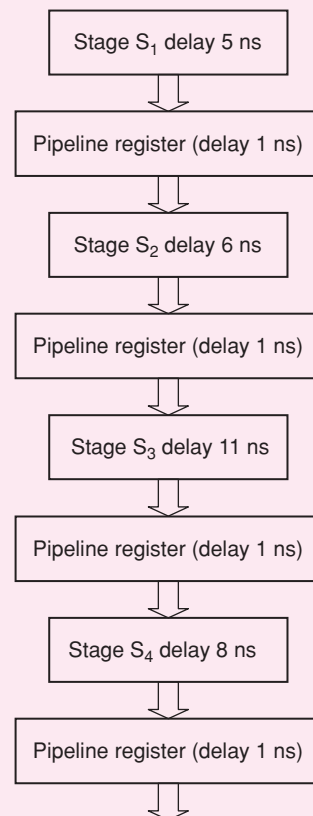 Stage S₁ delay 5 ns
Pipeline register (delay 1 ns)
Stage S₂ delay 6 ns
Pipeline register (delay 1 ns)
Stage S₃ delay 11 ns
Pipeline register (delay 1 ns)
Stage S₄ delay 8 ns
Pipeline register (delay 1 ns)